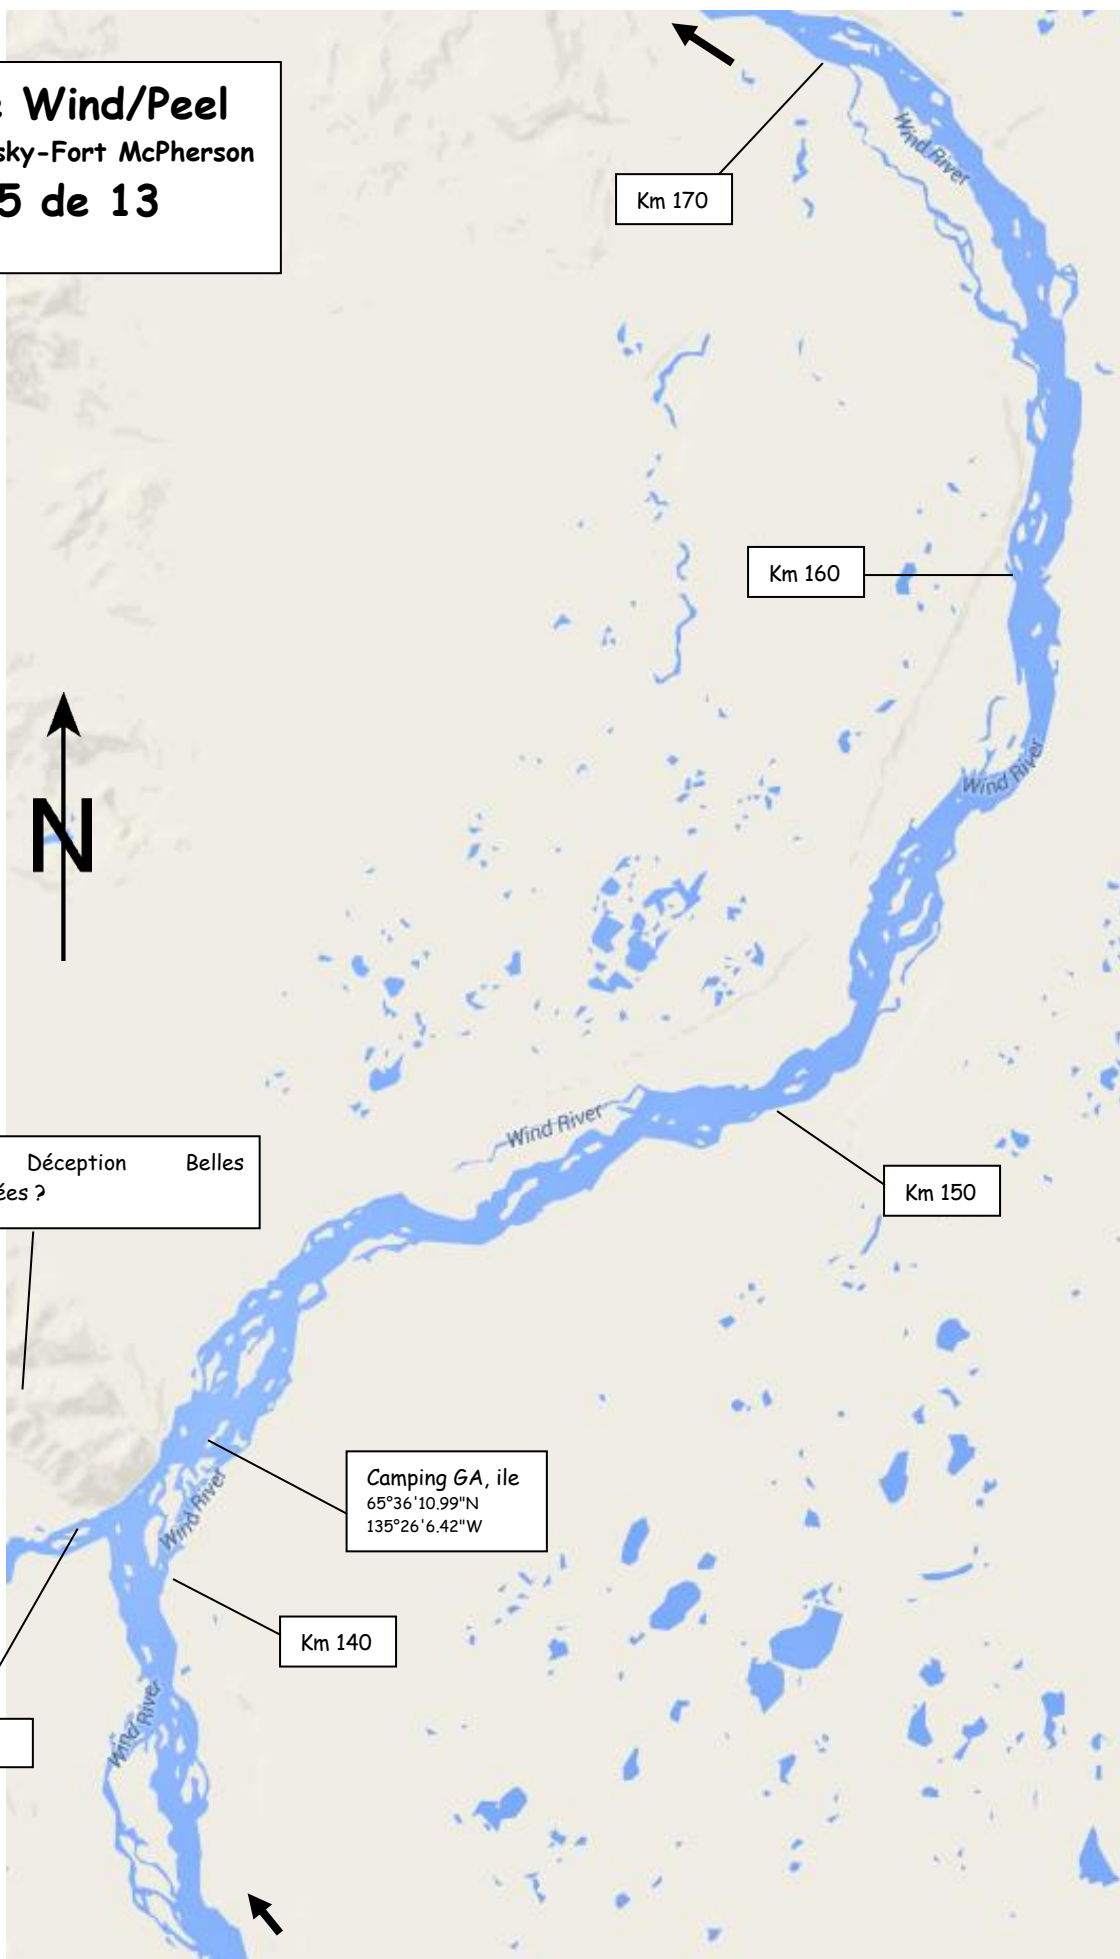 Wind/Peel
sky-Fort McPherson
5 de 13
Km 170
Wind River
Km 160
N
Wind River
Wind River
Déception Belles
ées ?
Km 150
Camping GA, ile
65°36'10.99"N
135°26'6.42"W
Wind River
Km 140
Wind River